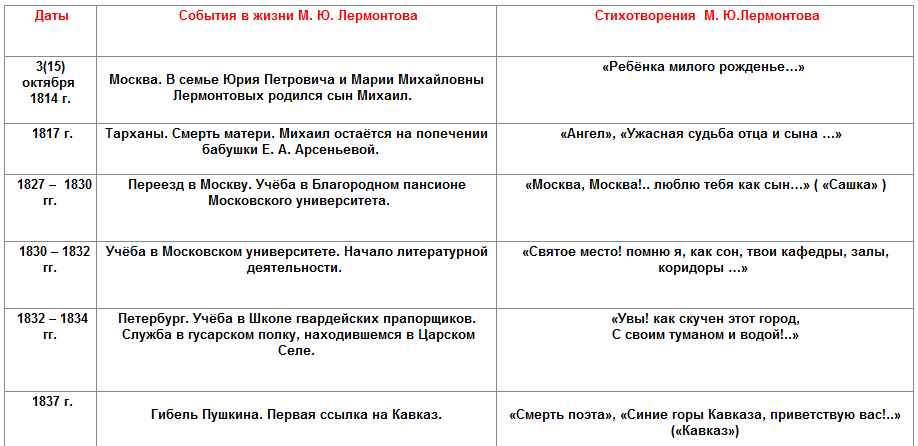 Даты
События в жизни М. Ю. Лермонтова
Стихотворения М. Ю.Лермонтова
3(15)
октября
1814 г.
Москва. В семье Юрия Петровича и Марии Михайловны
Лермонтовых родился сын Михаил.
«Ребёнка милого рожденье…»
1817 г.
Тарханы. Смерть матери. Михаил остаётся на попечении
бабушки Е. А. Арсеньевой.
«Ангел», «Ужасная судьба отца и сына …»
1827 – 1830
гг.
Переезд в Москву. Учёба в Благородном пансионе
Московского университета.
«Москва, Москва!.. люблю тебя как сын…» ( «Сашка» )
1830 – 1832
гг.
Учёба в Московском университете. Начало литературной
деятельности.
«Святое место! помню я, как сон, твои кафедры, залы,
коридоры …»
1832 – 1834
гг.
Петербург. Учёба в Школе гвардейских прапорщиков.
Служба в гусарском полку, находившемся в Царском
Селе.
«Увы! как скучен этот город,
С своим туманом и водой!..»
1837 г.
Гибель Пушкина. Первая ссылка на Кавказ.
«Смерть поэта», «Синие горы Кавказа, приветствую вас!..»
(«Кавказ»)